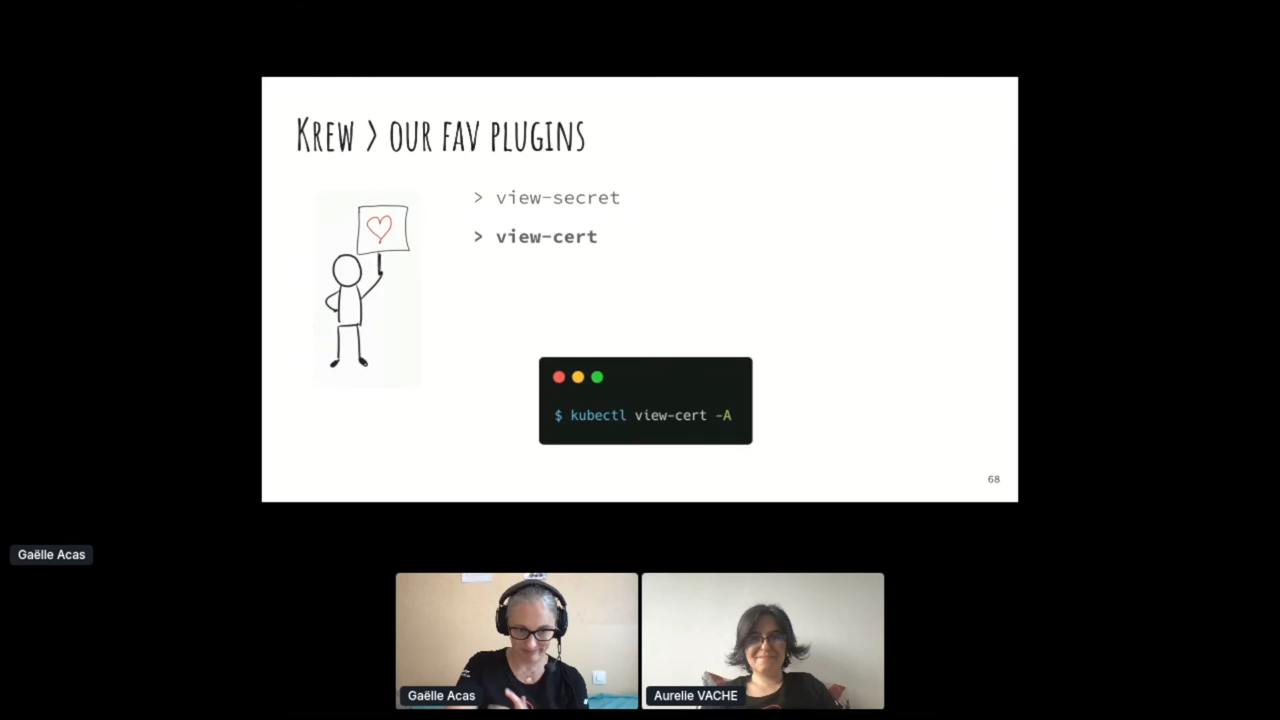 Krew > our fav plugins
> view-secret
> view-cert
$ kubectl view-cert -A
68
Gaëlle Acas
Gaëlle Acas
Aurelie VACHE